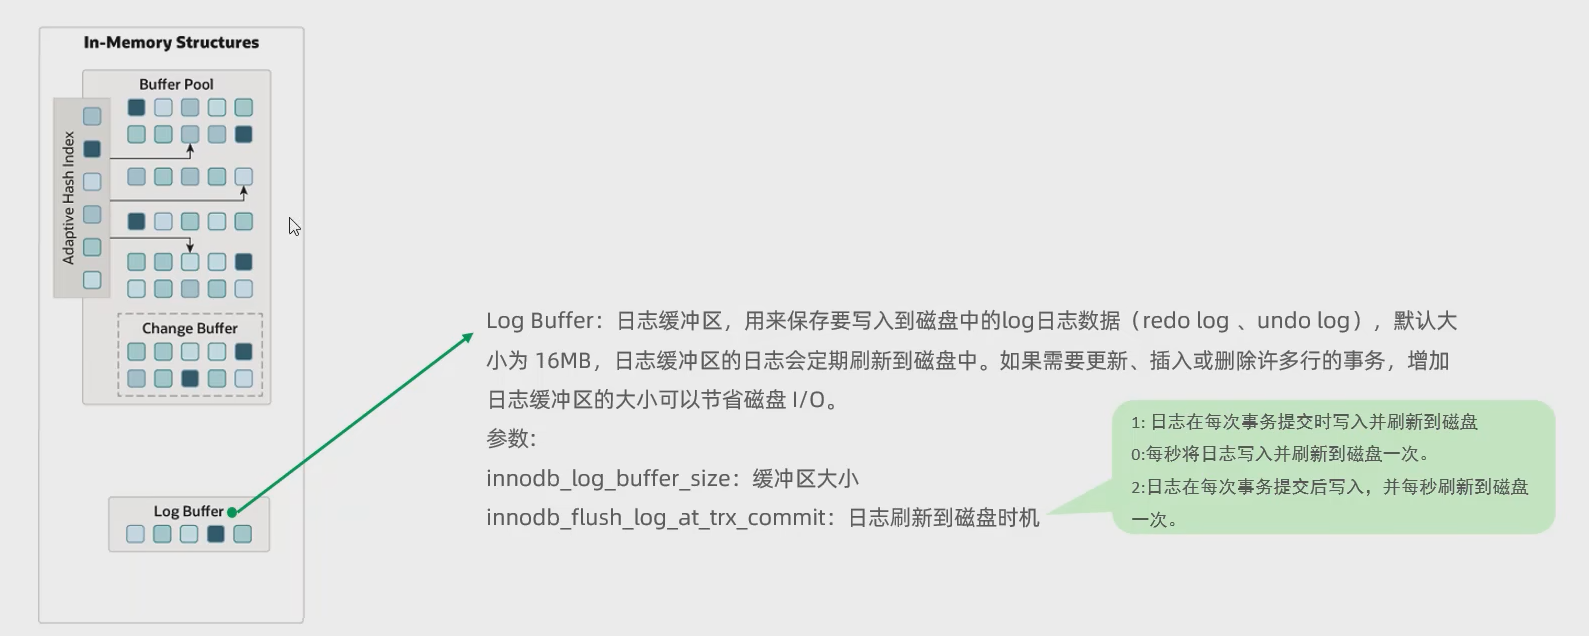 In-Memory Structures
Buffer Pool
Adaptive Hash Index
Change Buffer
Log Buffer
Log Buffer：日志缓冲区，用来保存要写入到磁盘中的log日志数据（redo log 、undo log），默认大
小为 16MB，日志缓冲区的日志会定期刷新到磁盘中。如果需要更新、插入或删除许多行的事务，增加
日志缓冲区的大小可以节省磁盘 I/O。
参数：
innodb_log_buffer_size：缓冲区大小
innodb_flush_log_at_trx_commit：日志刷新到磁盘时机
1: 日志在每次事务提交时写入并刷新到磁盘
0:每秒将日志写入并刷新到磁盘一次。
2:日志在每次事务提交后写入，并每秒刷新到磁盘
一次。